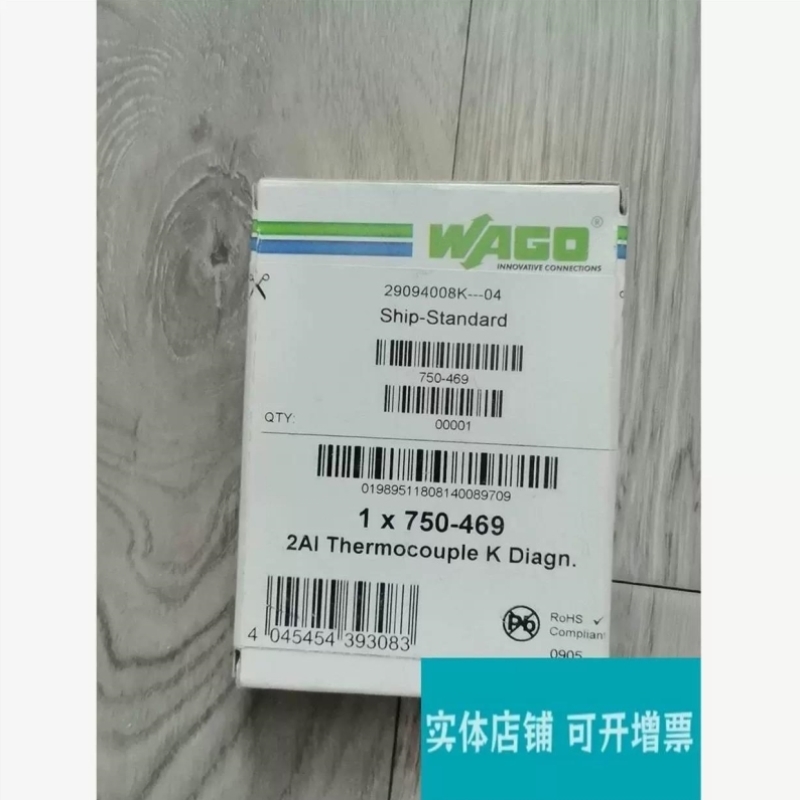 WAGO ®
INNOVATIVE CONNECTIONS
29094008K---04
Ship-Standard
750-469
QTY:
00001
01989511808140089709
1 x 750-469
2AI Thermocouple K Diagn.
4 045454 393083
Pb
RoHS ✓
Compliant
0905
实体店铺 可开增票